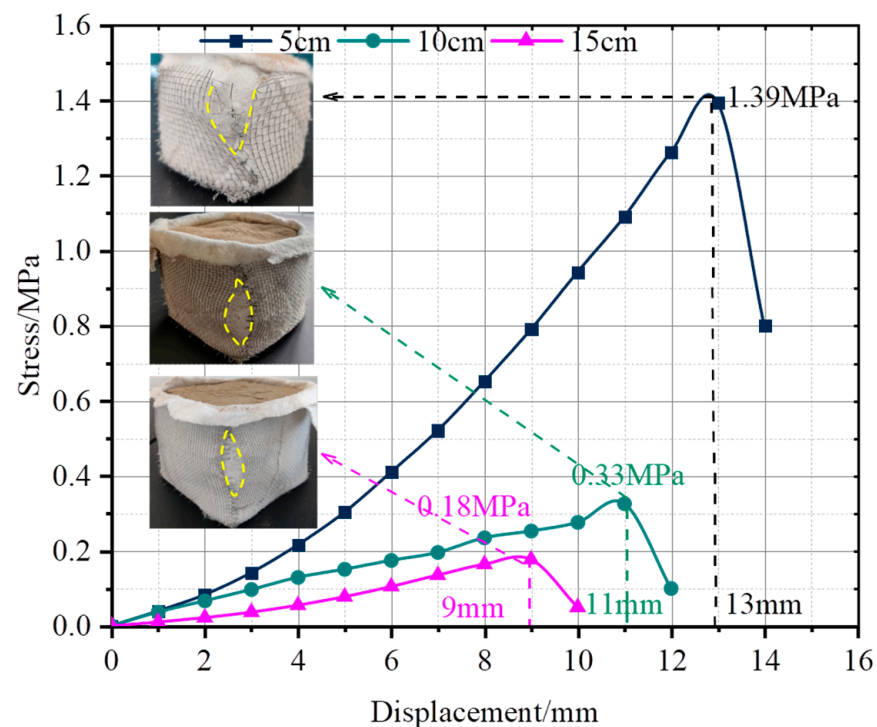 5cm 10cm 15cm
1.6
1.4
1.2
1.0
0.8
0.6
0.4
0.2
0.0
Stress/MPa
1.39MPa
0.33MPa
0.18MPa
9mm
11mm
13mm
0 2 4 6 8 10 12 14 16
Displacement/mm